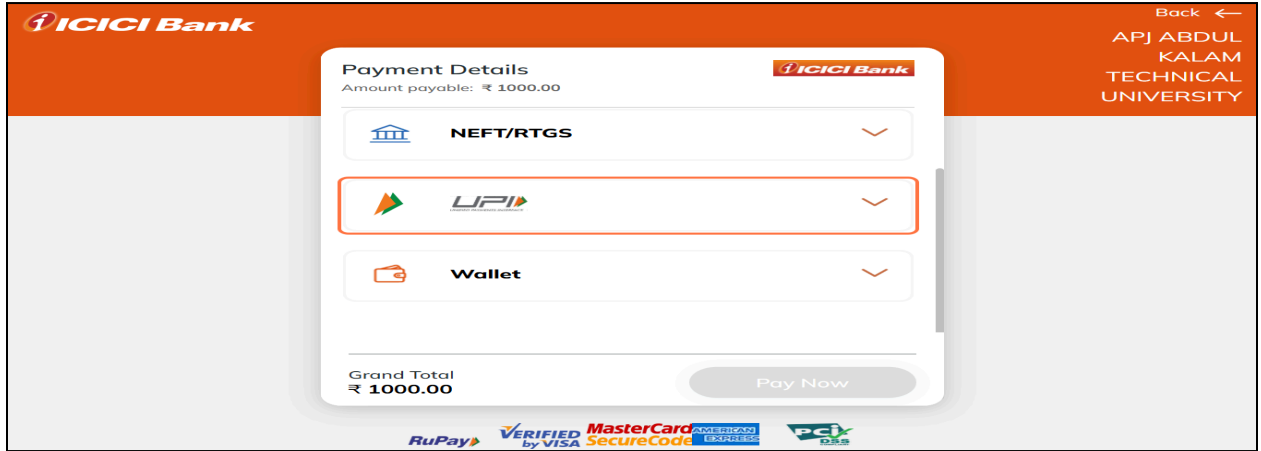 ICICI Bank
Back
APJ ABDUL
KALAM
TECHNICAL
UNIVERSITY
Payment Details
ICICI Bank
Amount payable: ₹ 1000.00
NEFT/RTGS
UPI
Wallet
Grand Total
₹ 1000.00
Pay Now
RuPay
VERIFIED
by VISA
MasterCard
SecureCode
AMERICAN
EXPRESS
PCI
DSS